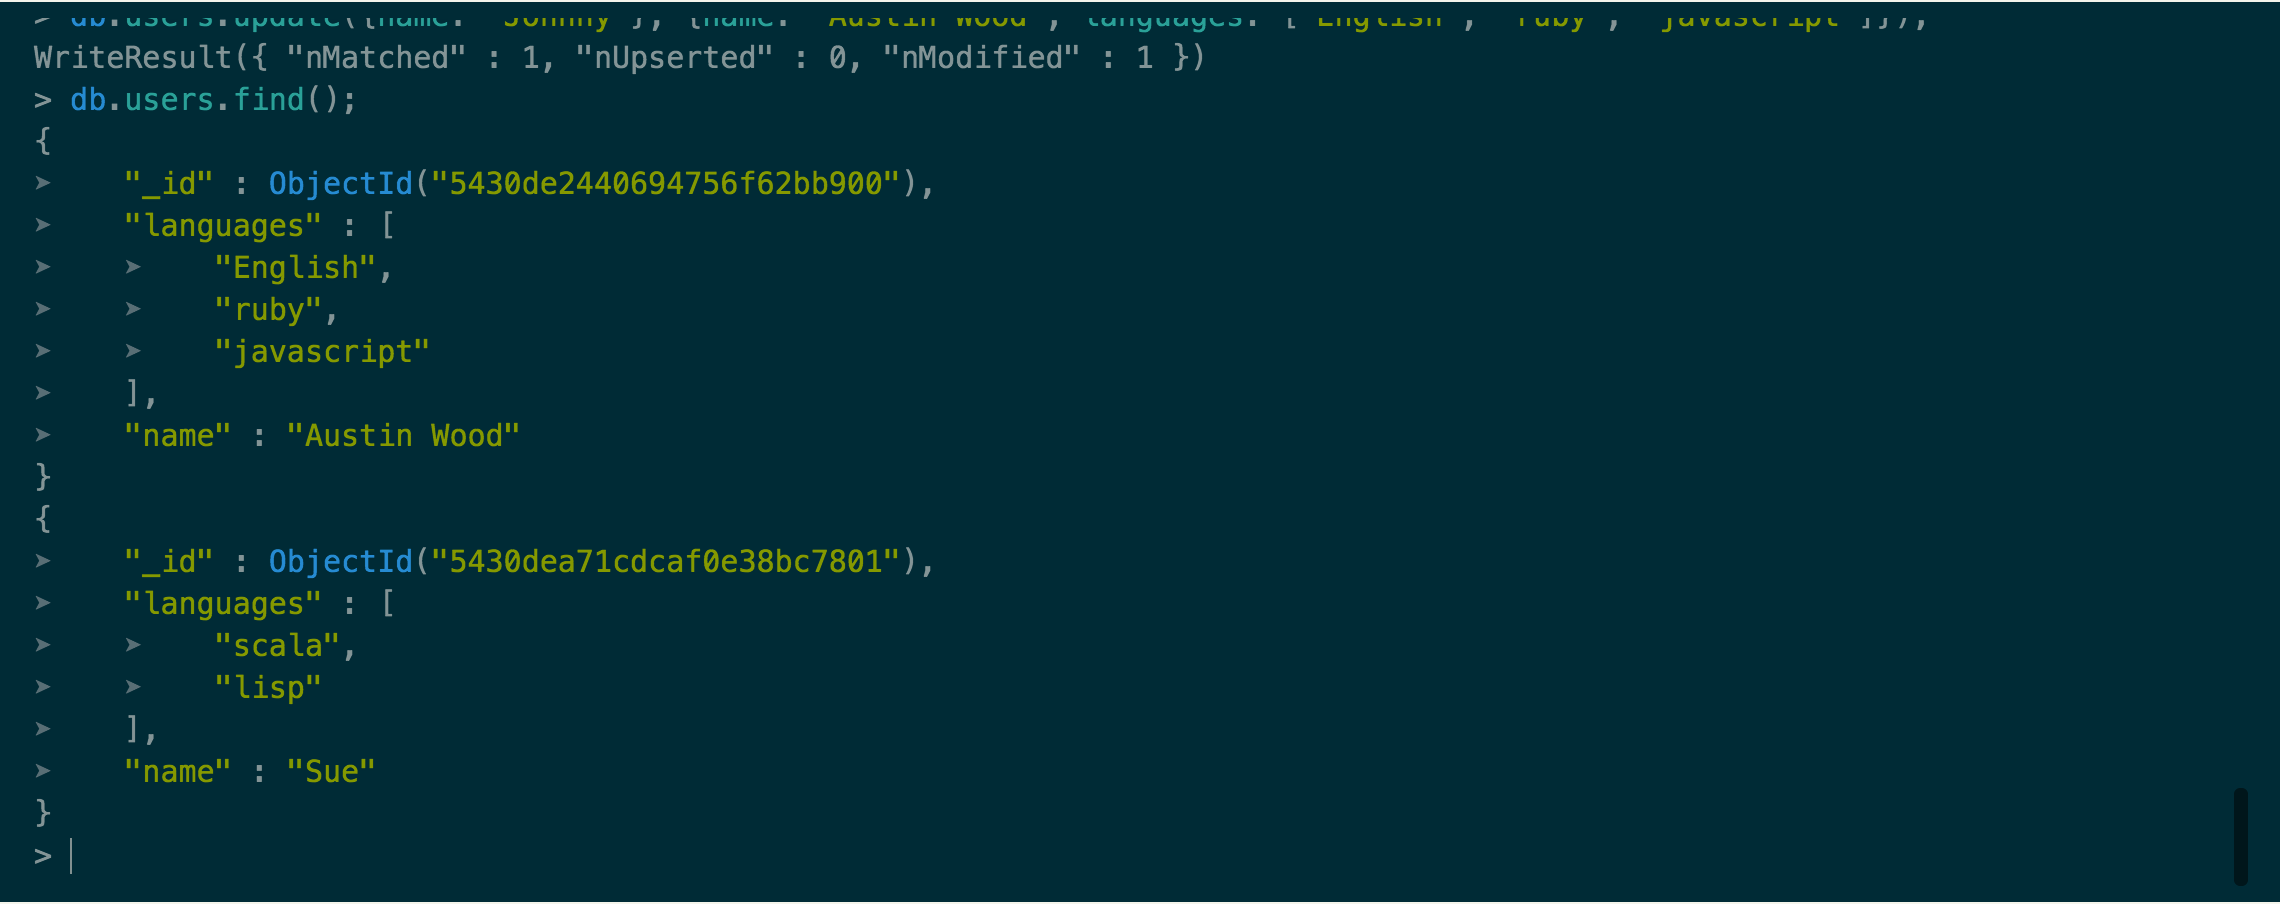 > db.users.update({name: "Johnny"}, {name: "Austin Wood", languages: ["English", "ruby", "javascript"]});
WriteResult({ "nMatched" : 1, "nUpserted" : 0, "nModified" : 1 })
> db.users.find();
{
➤    "_id" : ObjectId("5430de2440694756f62bb900"),
➤    "languages" : [
➤    ➤    "English",
➤    ➤    "ruby",
➤    ➤    "javascript"
➤    ],
➤    "name" : "Austin Wood"
}
{
➤    "_id" : ObjectId("5430dea71cdcaf0e38bc7801"),
➤    "languages" : [
➤    ➤    "scala",
➤    ➤    "lisp"
➤    ],
➤    "name" : "Sue"
}
>